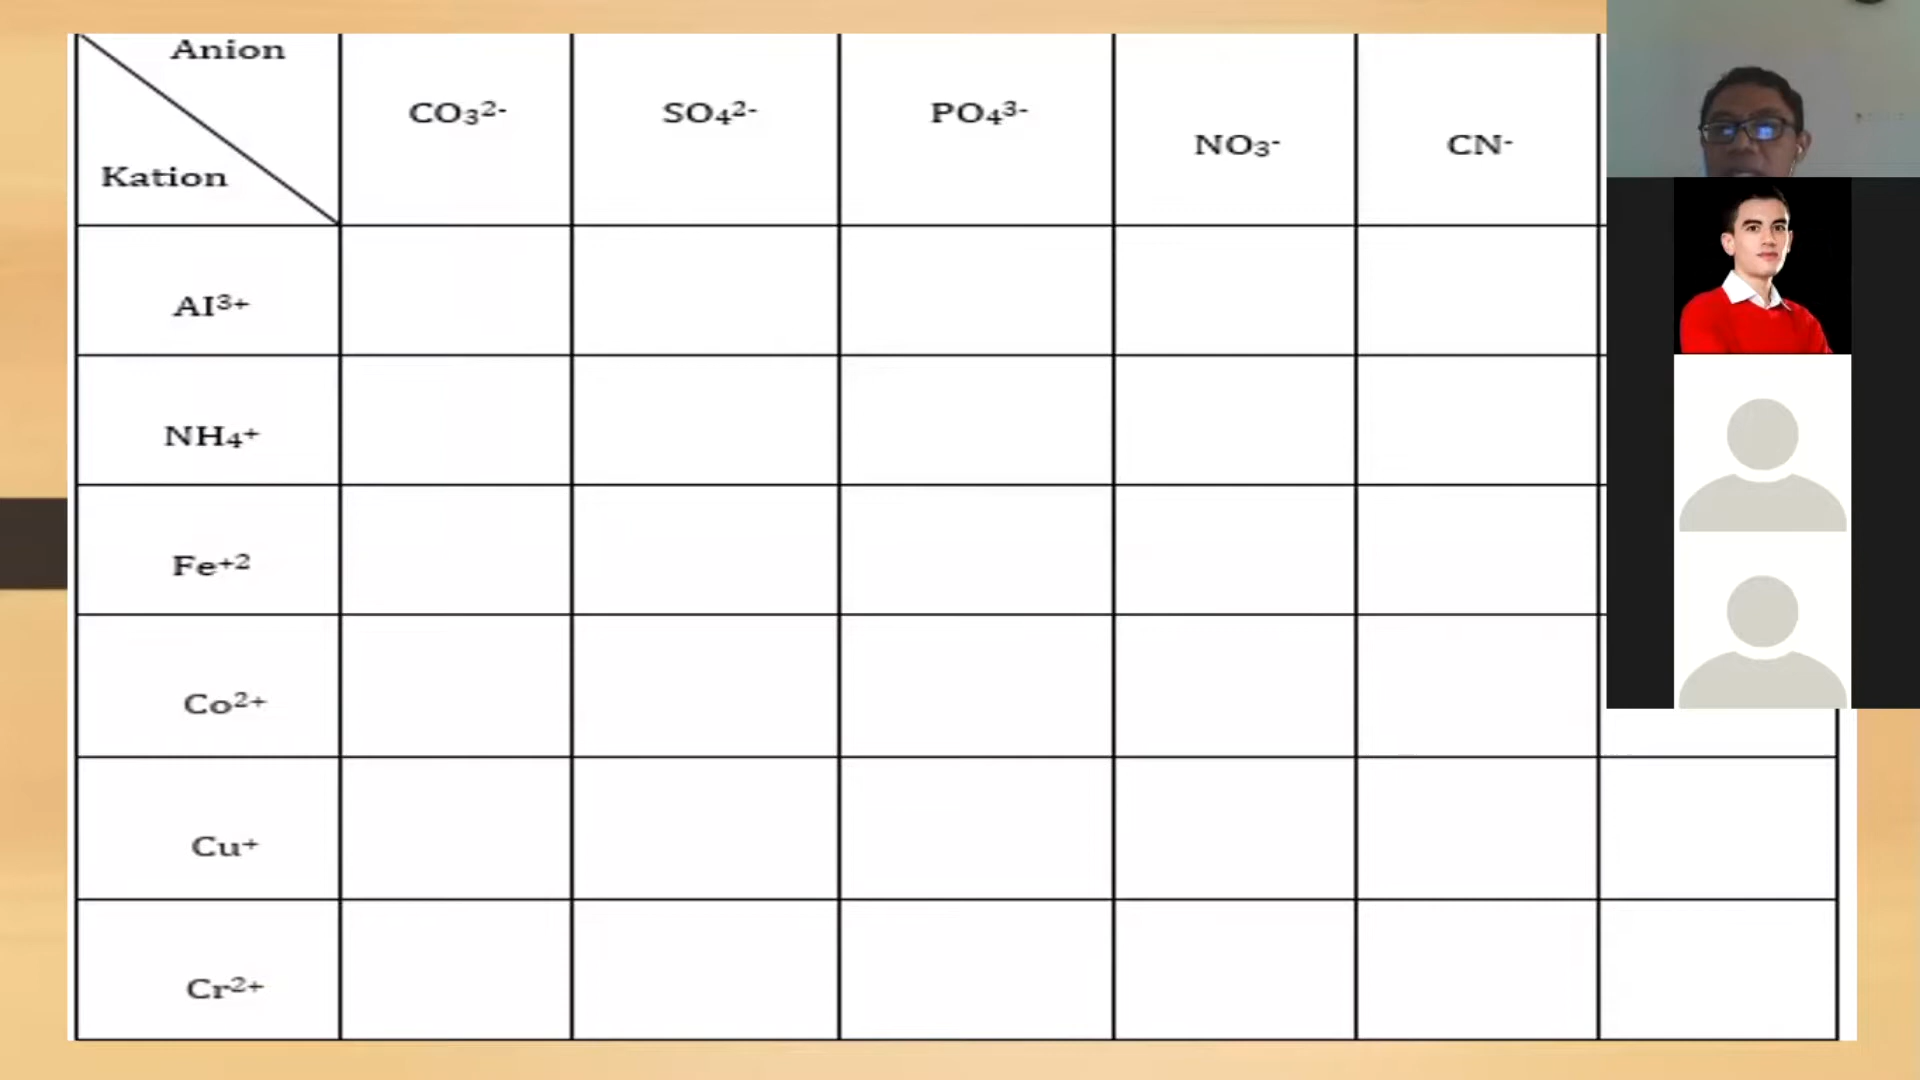 Anion
Kation
CO₃²⁻
SO₄²⁻
PO₄³⁻
NO₃⁻
CN⁻
Al³⁺
NH₄⁺
Fe⁺²
Co²⁺
Cu⁺
Cr²⁺